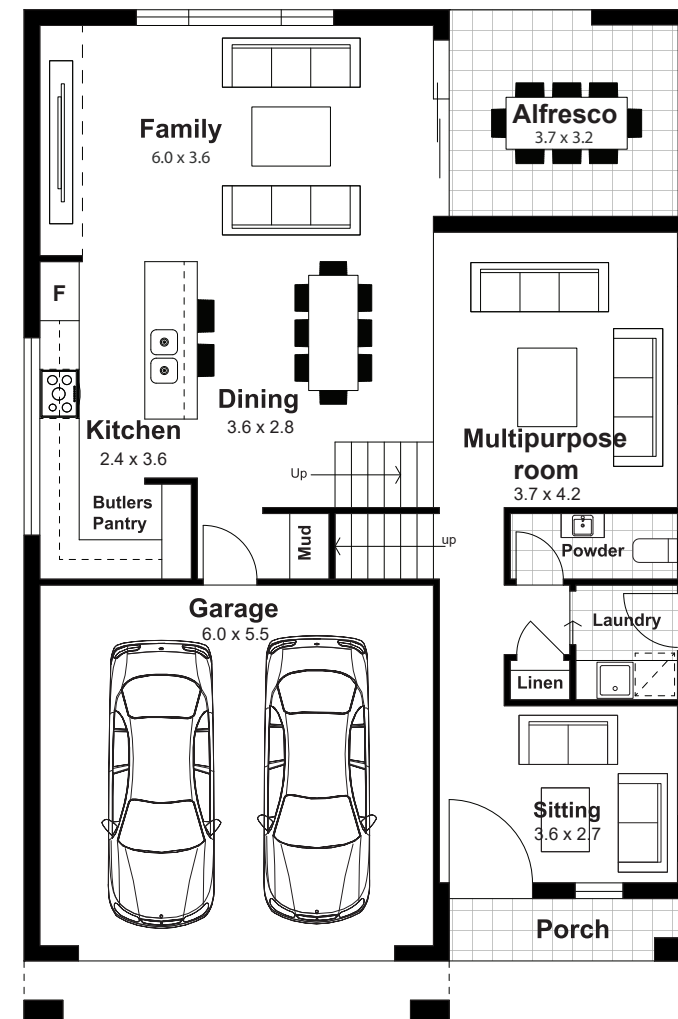 Family
6.0 x 3.6
Alfresco
3.7 x 3.2
F
Dining
3.6 x 2.8
Kitchen
2.4 x 3.6
Multipurpose
room
3.7 x 4.2
Up
Butlers
Pantry
Mud
up
Powder
Garage
6.0 x 5.5
Laundry
Linen
Sitting
3.6 x 2.7
Porch